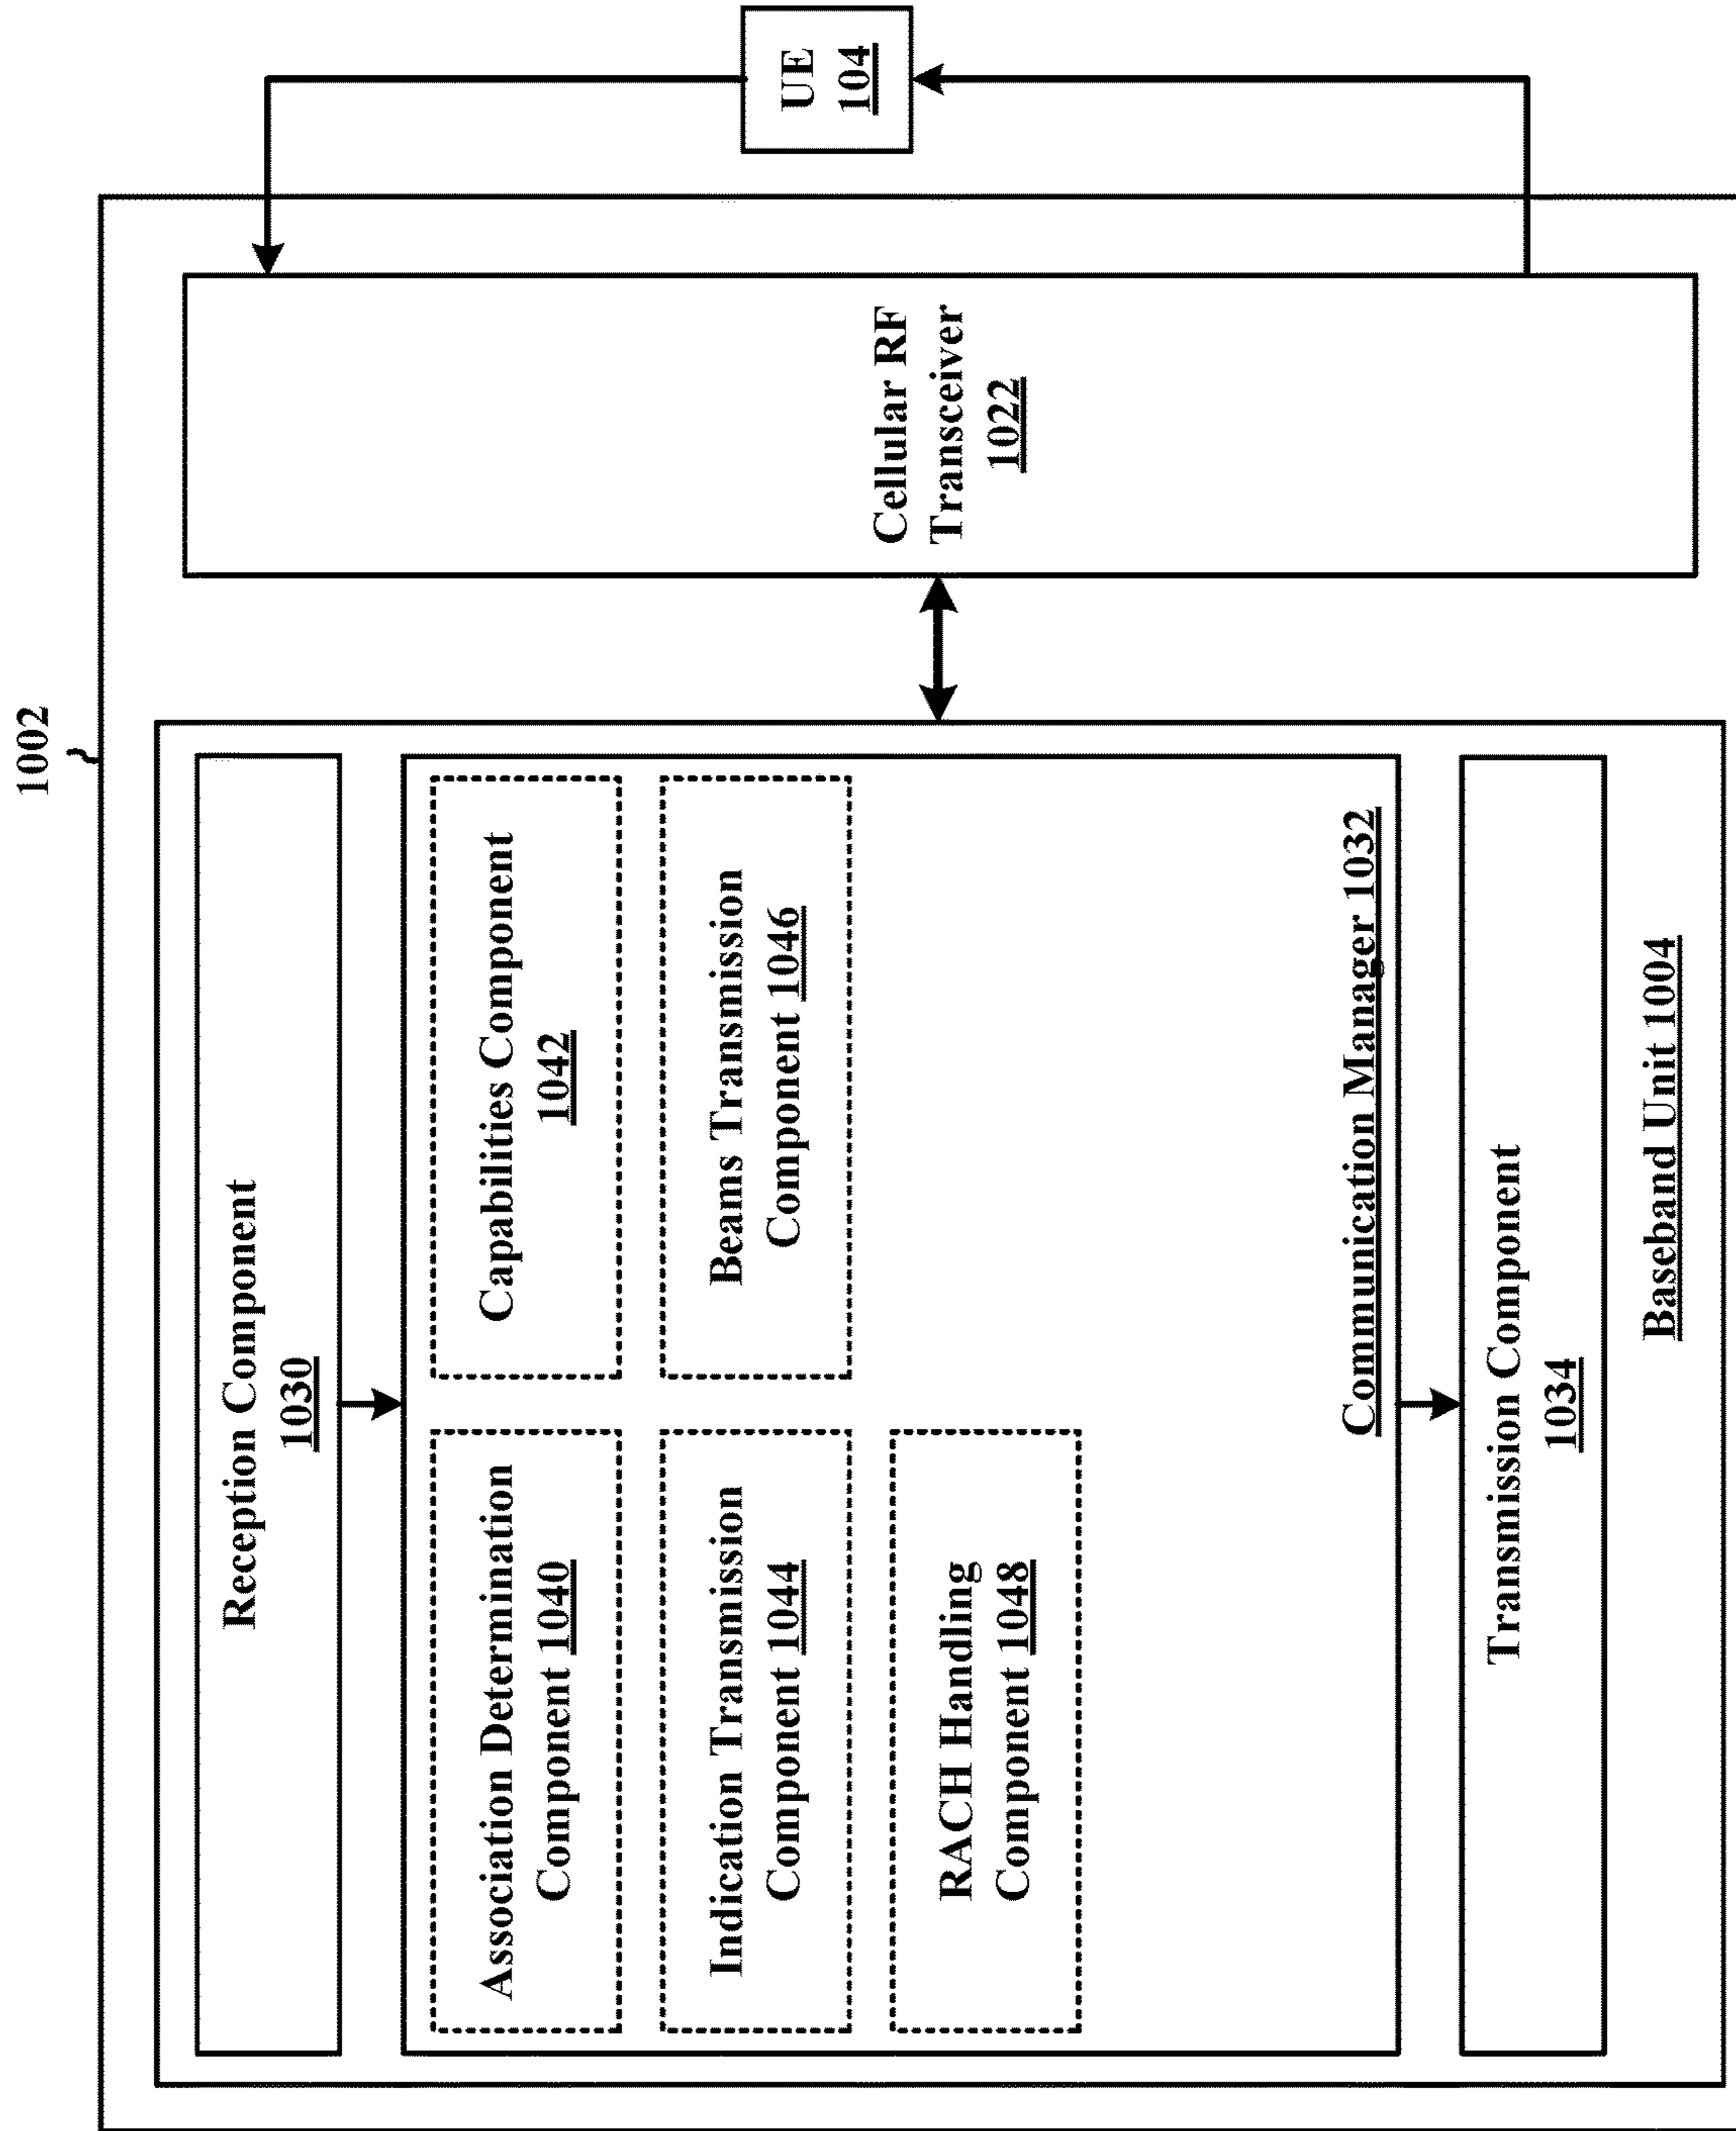 1002
Reception Component
1030
Association Determination
Component 1040
Capabilities Component
1042
Indication Transmission
Component 1044
Beams Transmission
Component 1046
RACH Handling
Component 1048
Communication Manager 1032
Transmission Component
1034
Baseband Unit 1004
Cellular RF
Transceiver
1022
UE
104